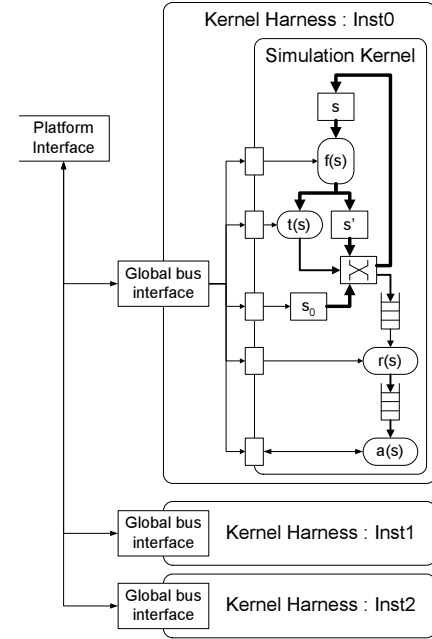 Kernel Harness : Inst0
Simulation Kernel
s
Platform
Interface
f(s)
t(s)
s'
Global bus
interface
s₀
r(s)
a(s)
Global bus
interface
Kernel Harness : Inst1
Global bus
interface
Kernel Harness : Inst2